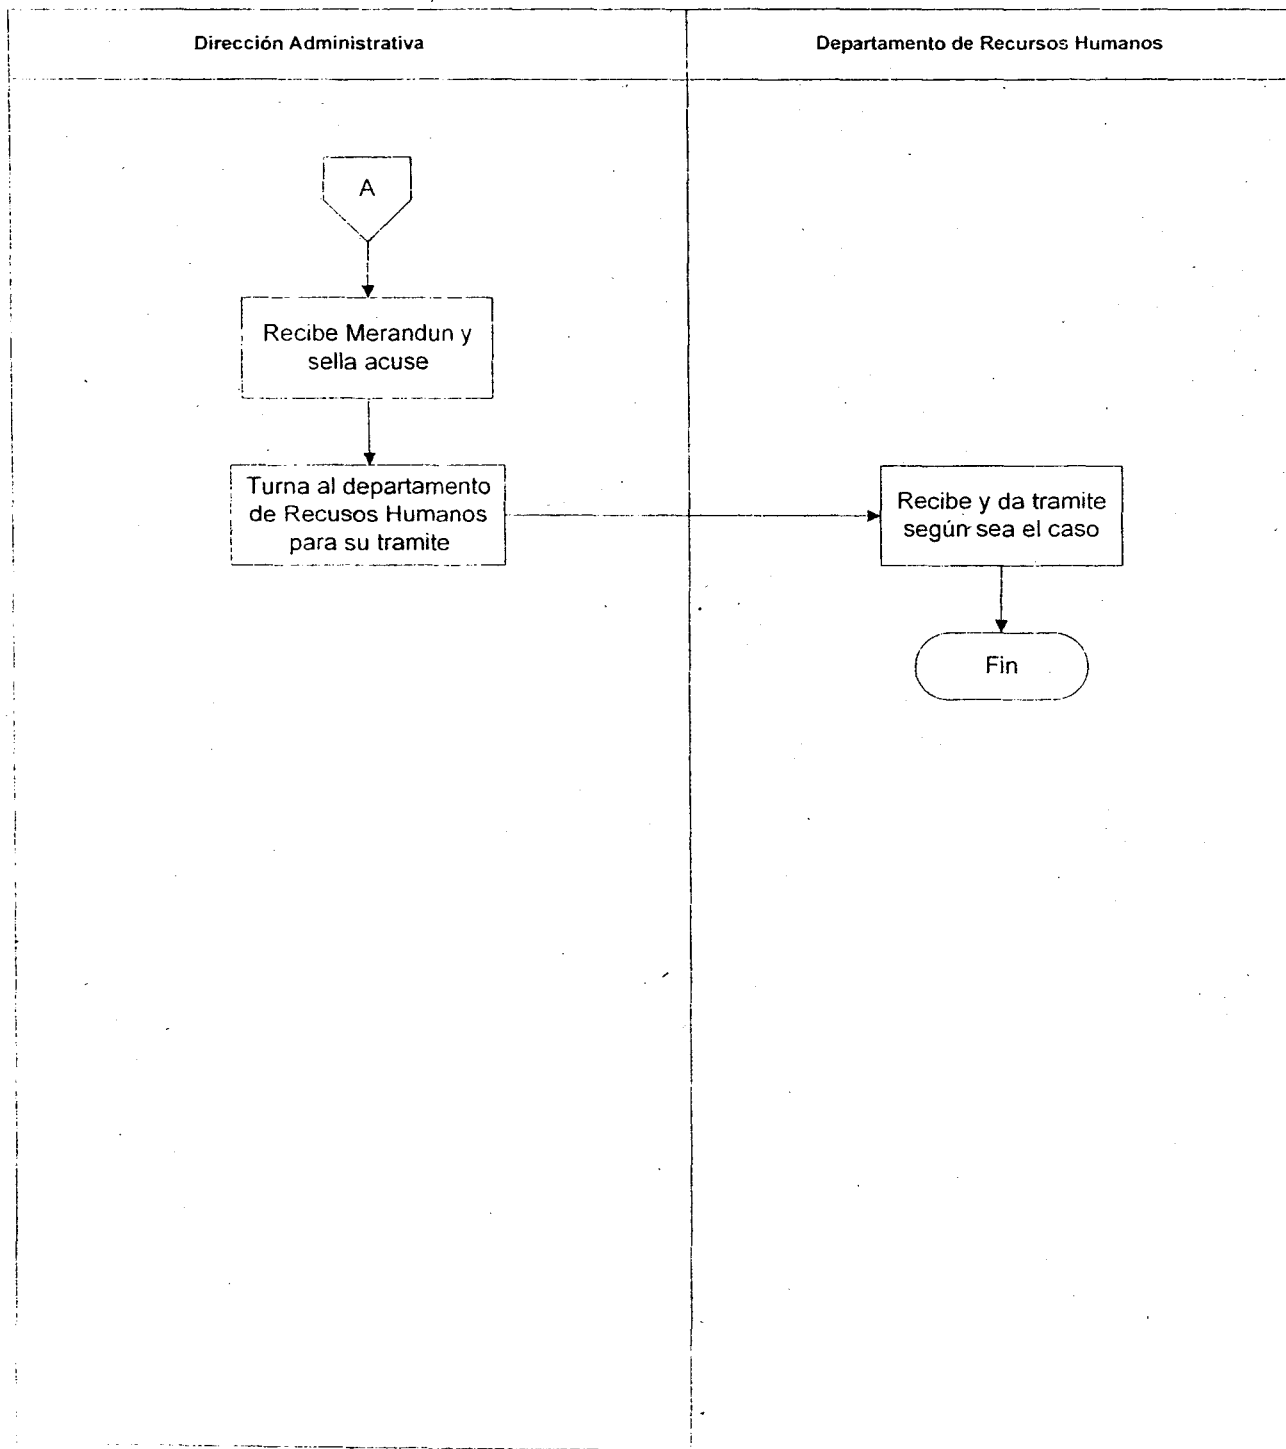 Dirección Administrativa
Departamento de Recursos Humanos
A
Recibe Merandun y
sella acuse
Turna al departamento
de Recusos Humanos
para su tramite
Recibe y da tramite
según sea el caso
Fin